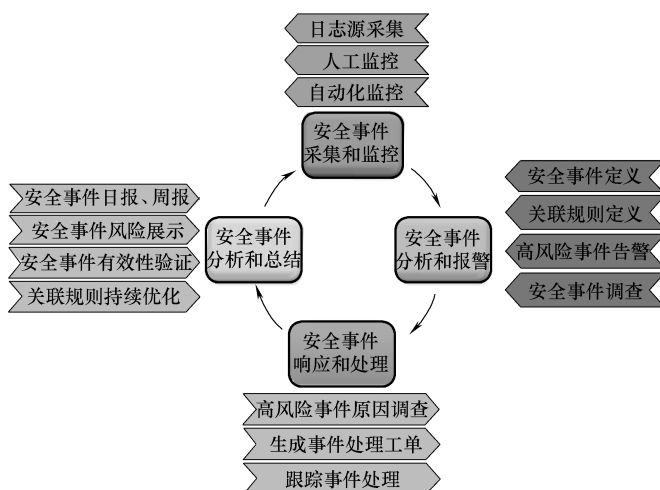 日志源采集
人工监控
自动化监控
安全事件
采集和监控
安全事件日报、周报
安全事件风险展示
安全事件有效性验证
关联规则持续优化
安全事件
分析和总结
安全事件
分析和报警
安全事件定义
关联规则定义
高风险事件告警
安全事件调查
安全事件
响应和处理
高风险事件原因调查
生成事件处理工单
跟踪事件处理